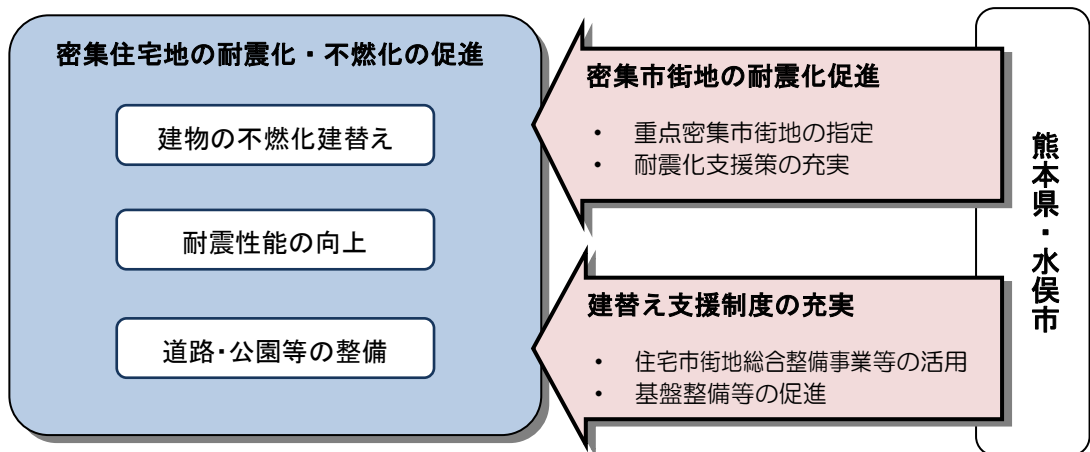 密集住宅地の耐震化・不燃化の促進
建物の不燃化建替え
耐震性能の向上
道路・公園等の整備
密集市街地の耐震化促進
・ 重点密集市街地の指定
・ 耐震化支援策の充実
建替え支援制度の充実
・ 住宅市街地総合整備事業等の活用
・ 基盤整備等の促進
熊本県・水俣市